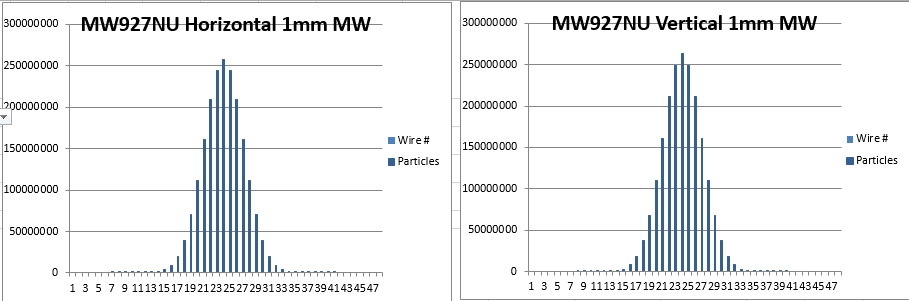 MW927NU Horizontal 1mm MW
300000000
250000000
200000000
150000000
100000000
50000000
0
1 3 5 7 9 11 13 15 17 19 21 23 25 27 29 31 33 35 37 39 41 43 45 47
Wire #
Particles
MW927NU Vertical 1mm MW
300000000
250000000
200000000
150000000
100000000
50000000
0
1 3 5 7 9 11 13 15 17 19 21 23 25 27 29 31 33 35 37 39 41 43 45 47
Wire #
Particles